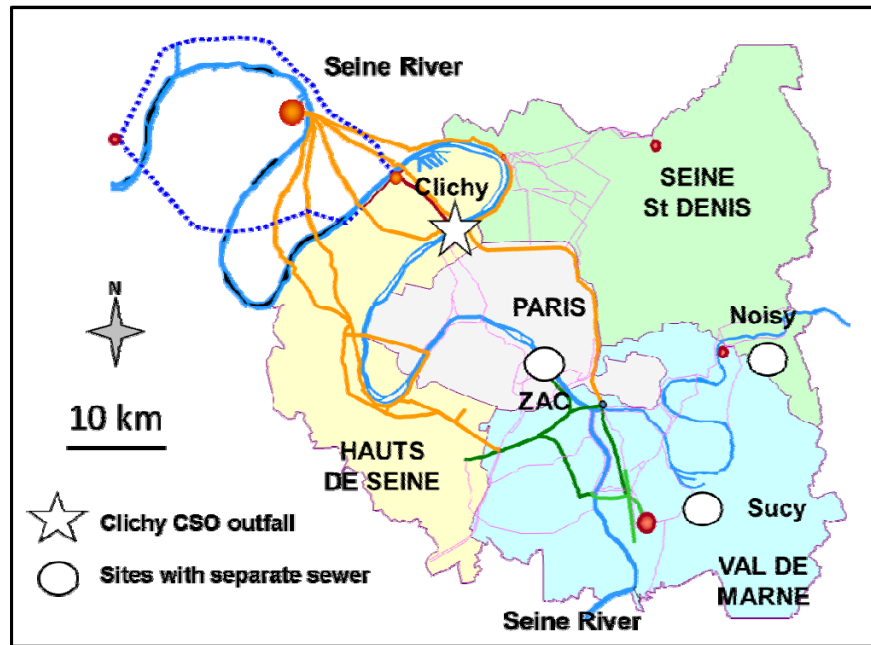 Seine River
Clichy
SEINE
St DENIS
N
PARIS
Noisy
10 km
ZAC
HAUTS
DE SEINE
Sucy
Clichy CSO outfall
Sites with separate sewer
VAL DE
MARNE
Seine River